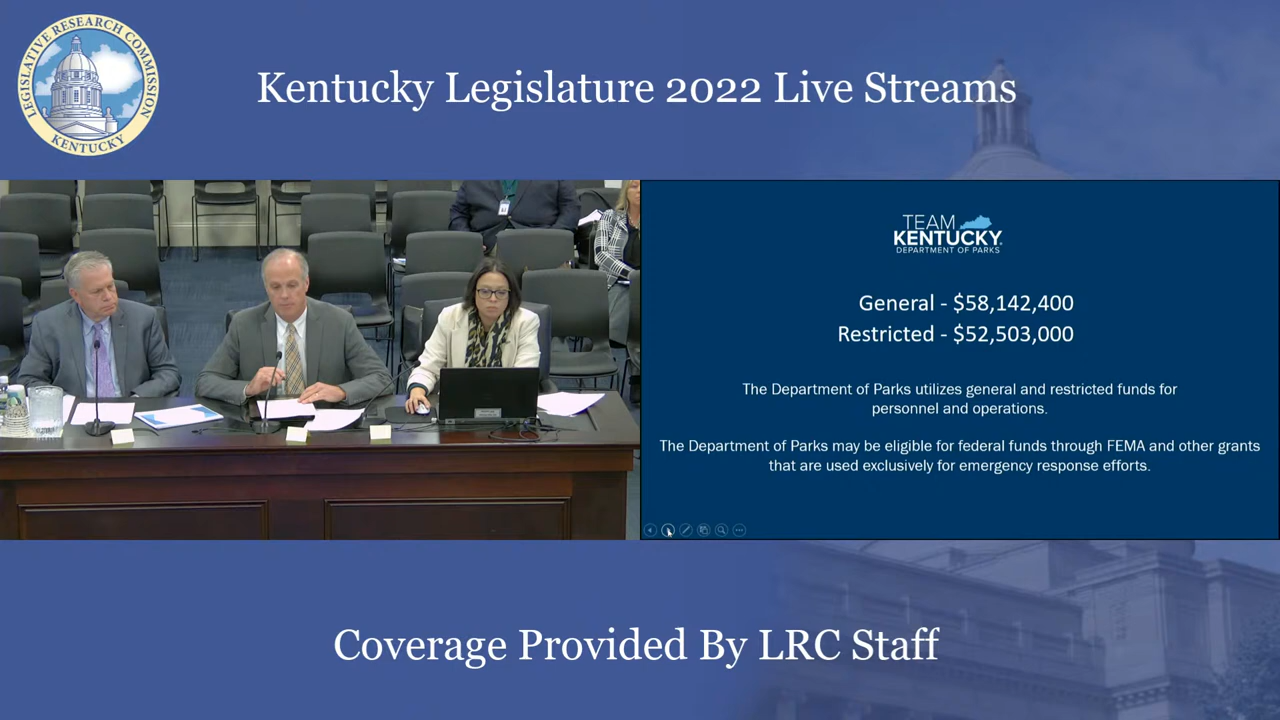 LEGISLATIVE RESEARCH COMMISSION
KENTUCKY
Kentucky Legislature 2022 Live Streams
TEAM
KENTUCKY
DEPARTMENT OF PARKS
General - $58,142,400
Restricted - $52,503,000
The Department of Parks utilizes general and restricted funds for
personnel and operations.
The Department of Parks may be eligible for federal funds through FEMA and other grants
that are used exclusively for emergency response efforts.
Coverage Provided By LRC Staff